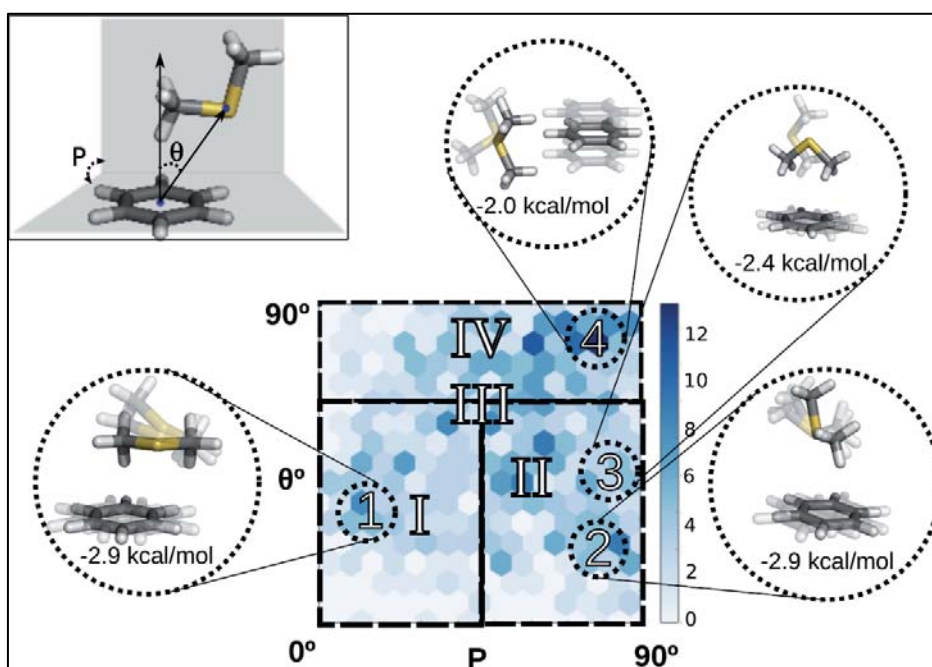 P
θ
-2.0 kcal/mol
-2.4 kcal/mol
90º
IV
4
12
10
III
8
II
3
6
θº
1
I
4
2
2
-2.9 kcal/mol
-2.9 kcal/mol
0
0º
P
90º